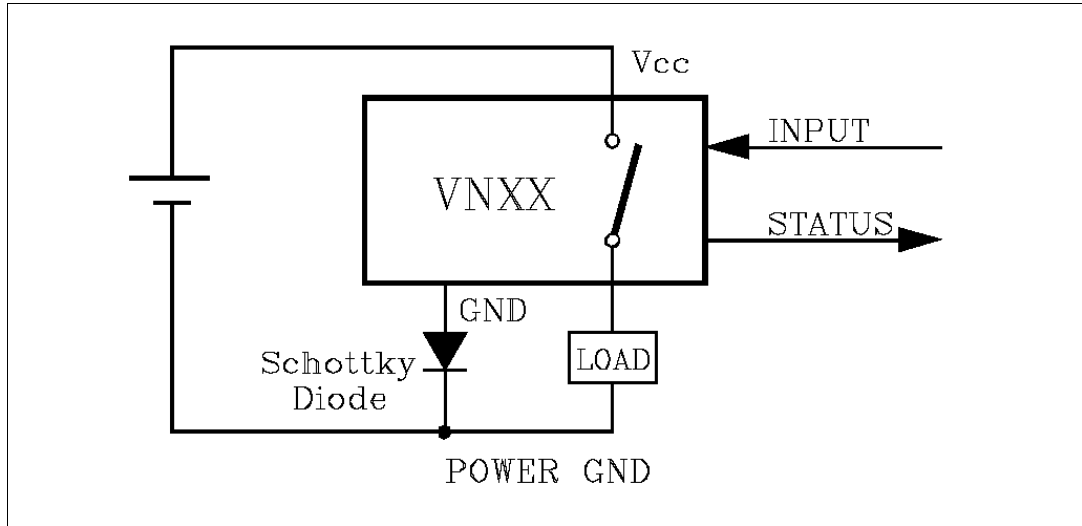 Vcc
INPUT
VNXX
STATUS
GND
Schottky
Diode
LOAD
POWER GND